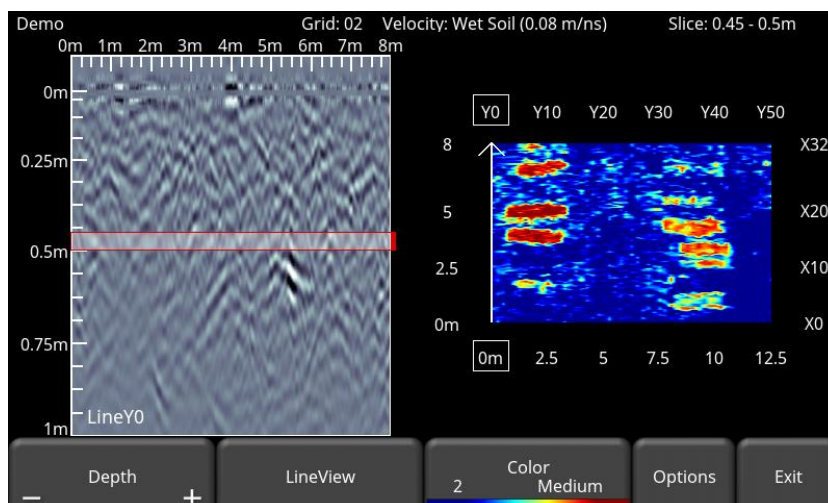 Demo Grid: 02 Velocity: Wet Soil (0.08 m/ns) Slice: 0.45 - 0.5m
0m 1m 2m 3m 4m 5m 6m 7m 8m
0m
0.25m
0.5m
0.75m
1m
LineY0
Y0 Y10 Y20 Y30 Y40 Y50
8 X32
5 X20
2.5 X10
0m X0
0m 2.5 5 7.5 10 12.5
Depth
− +
LineView
Color
2 Medium
Options
Exit